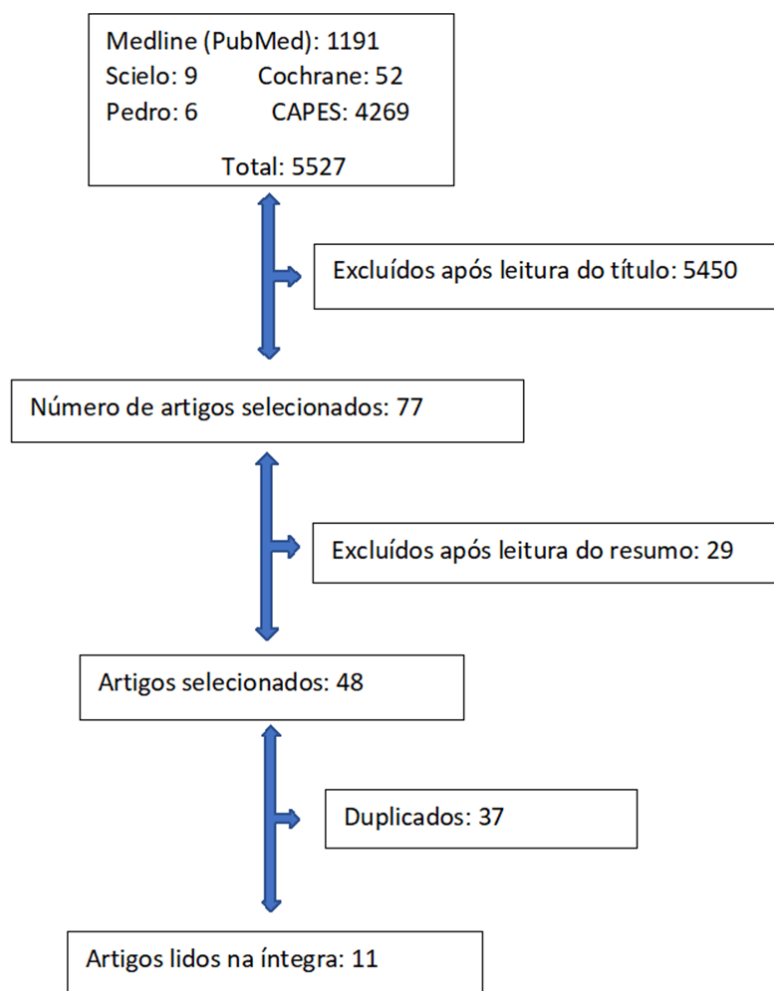 Medline (PubMed): 1191
Scielo: 9 Cochrane: 52
Pedro: 6 CAPES: 4269
Total: 5527
Excluídos após leitura do título: 5450
Número de artigos selecionados: 77
Excluídos após leitura do resumo: 29
Artigos selecionados: 48
Duplicados: 37
Artigos lidos na íntegra: 11